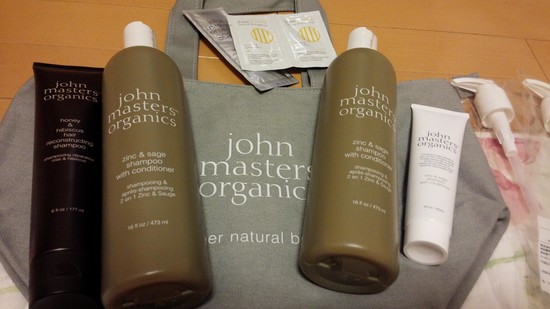 john
masters
organics
honey
&
hibiscus
hair
reconstructing
shampoo
6 fl oz / 177 ml
john
masters
organics
zinc & sage
shampoo
with conditioner
shampooing &
après-shampooing
2 en 1 Zinc & Sauge
16 fl oz / 473 ml
john
masters
organics
natural
john
masters
organics
zinc & sage
shampoo
with conditioner
shampooing &
après-shampooing
2 en 1 Zinc & Sauge
16 fl oz / 473 ml
john
masters
organics